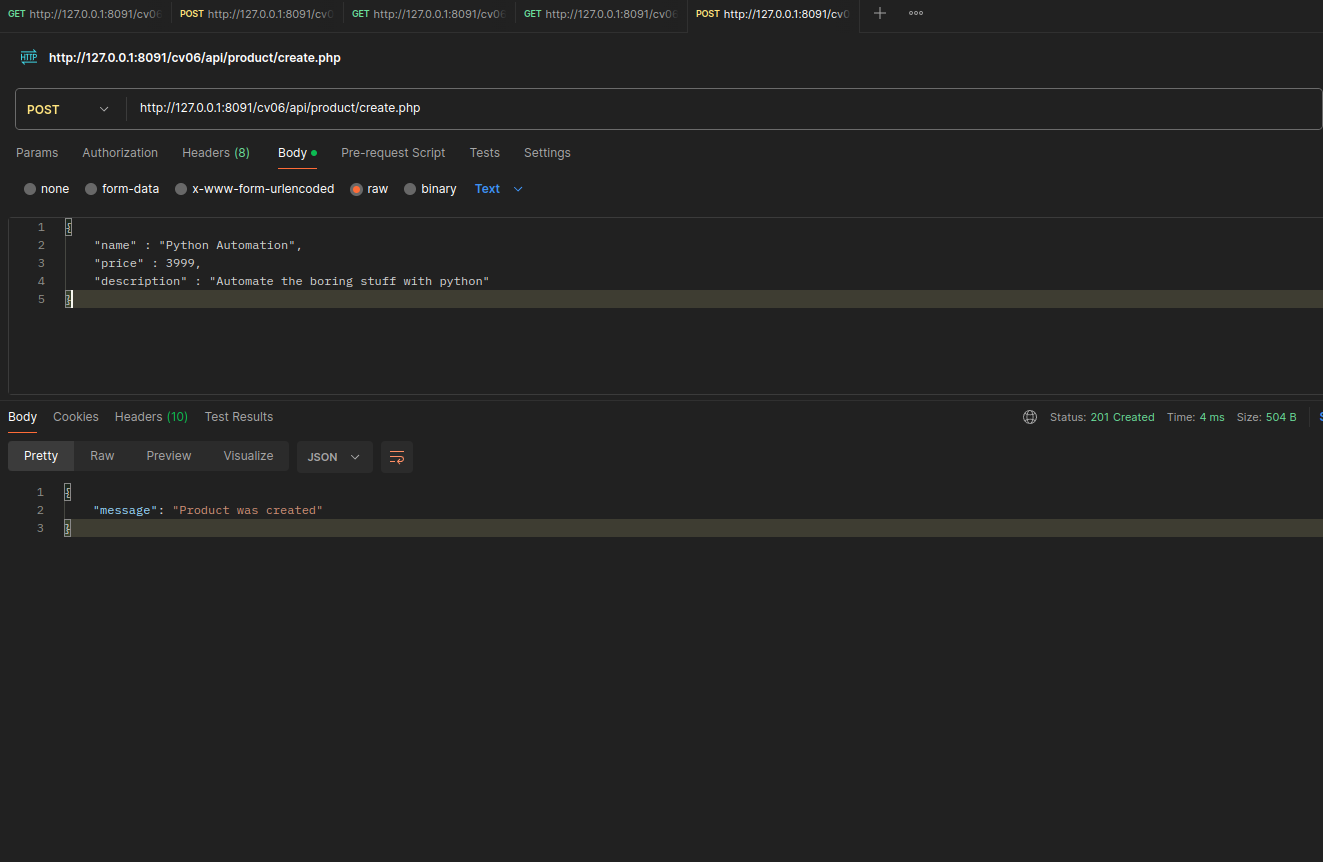 GET http://127.0.0.1:8091/cv06 POST http://127.0.0.1:8091/cv0 GET http://127.0.0.1:8091/cv06 GET http://127.0.0.1:8091/cv06 POST http://127.0.0.1:8091/cv0
HTTP http://127.0.0.1:8091/cv06/api/product/create.php
POST http://127.0.0.1:8091/cv06/api/product/create.php
Params Authorization Headers (8) Body Pre-request Script Tests Settings
none form-data x-www-form-urlencoded raw binary Text
1 {
2 "name" : "Python Automation",
3 "price" : 3999,
4 "description" : "Automate the boring stuff with python"
5 }
Body Cookies Headers (10) Test Results Status: 201 Created Time: 4 ms Size: 504 B
Pretty Raw Preview Visualize JSON
1 {
2 "message": "Product was created"
3 }